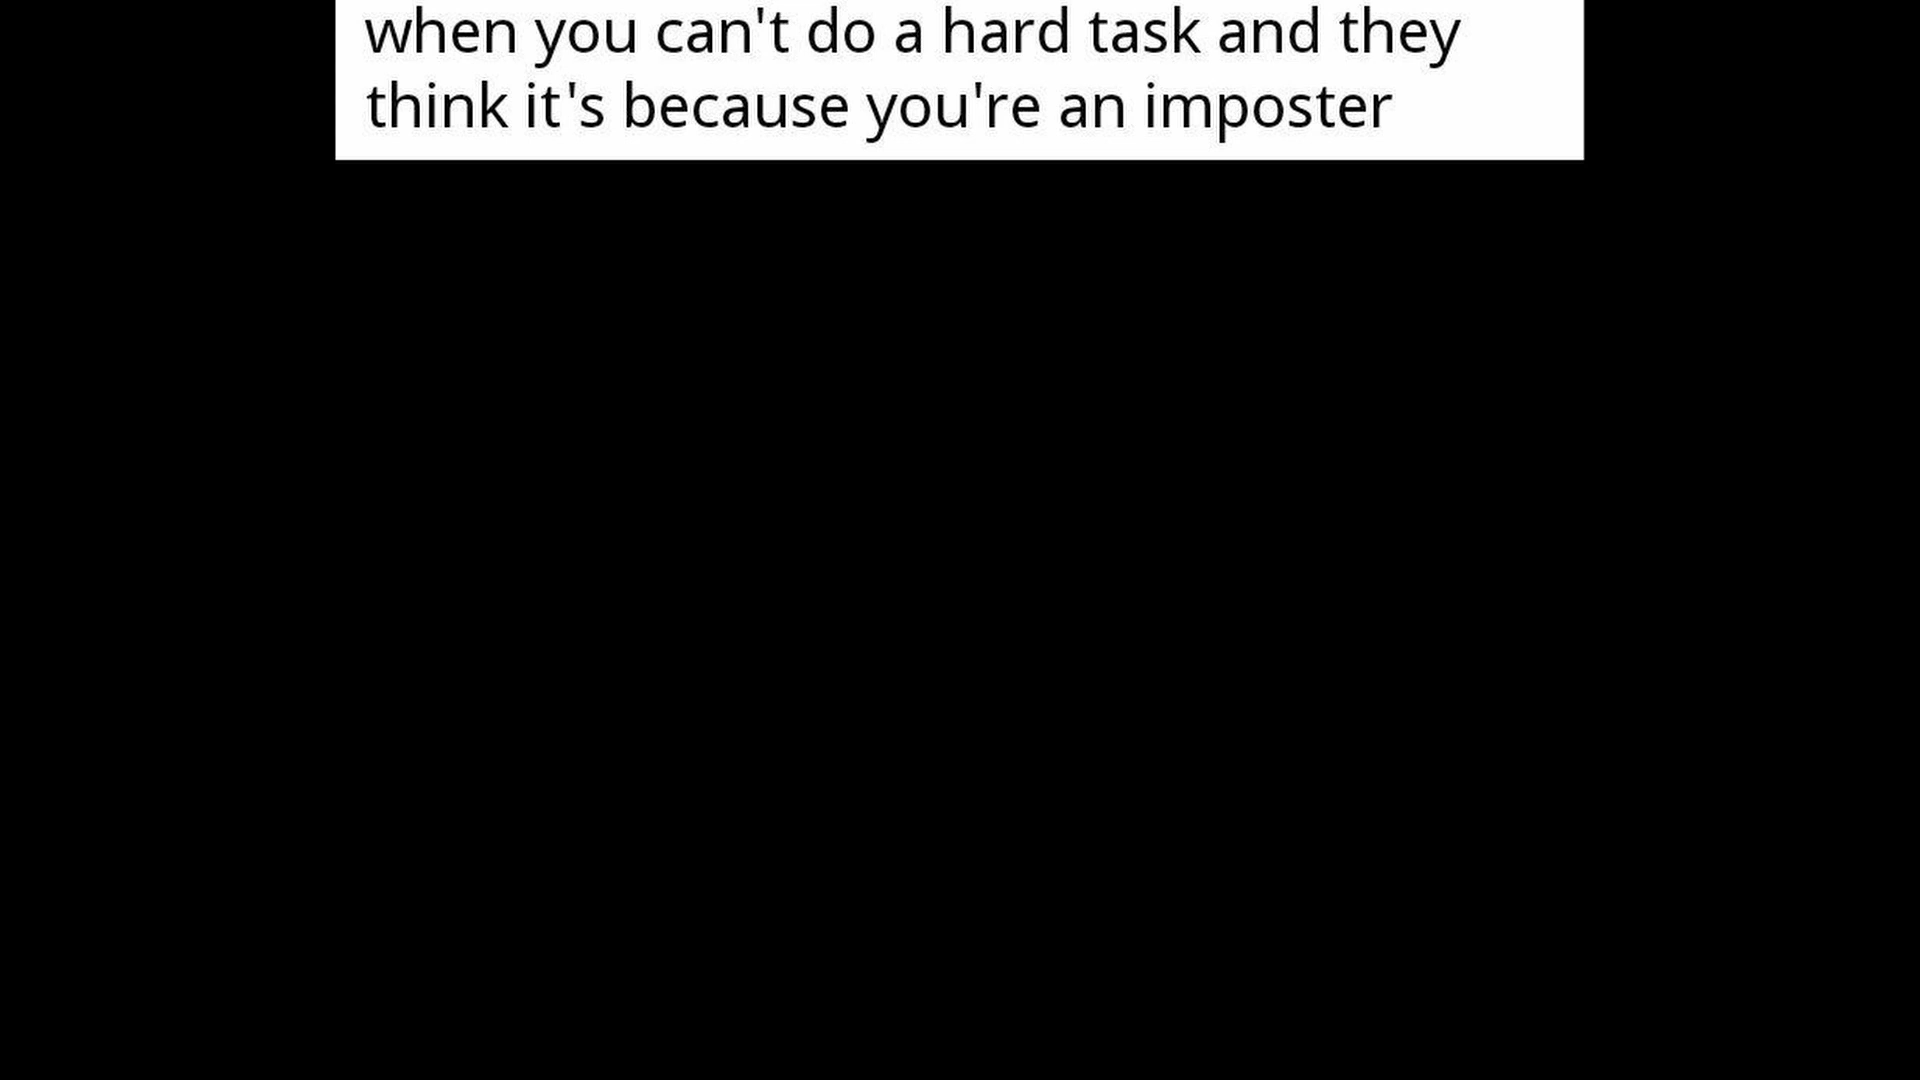 when you can't do a hard task and they
think it's because you're an imposter